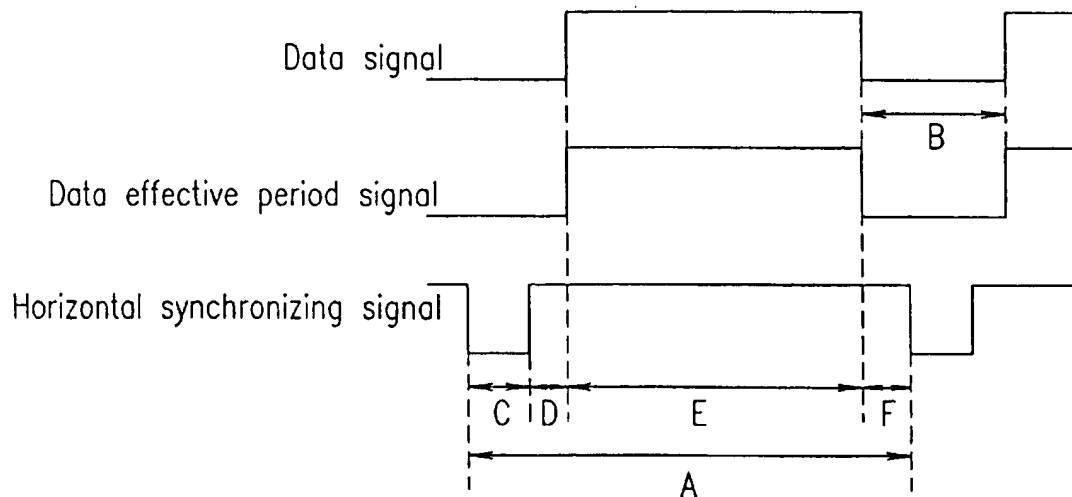 Data signal
B
Data effective period signal
Horizontal synchronizing signal
C D E F
A